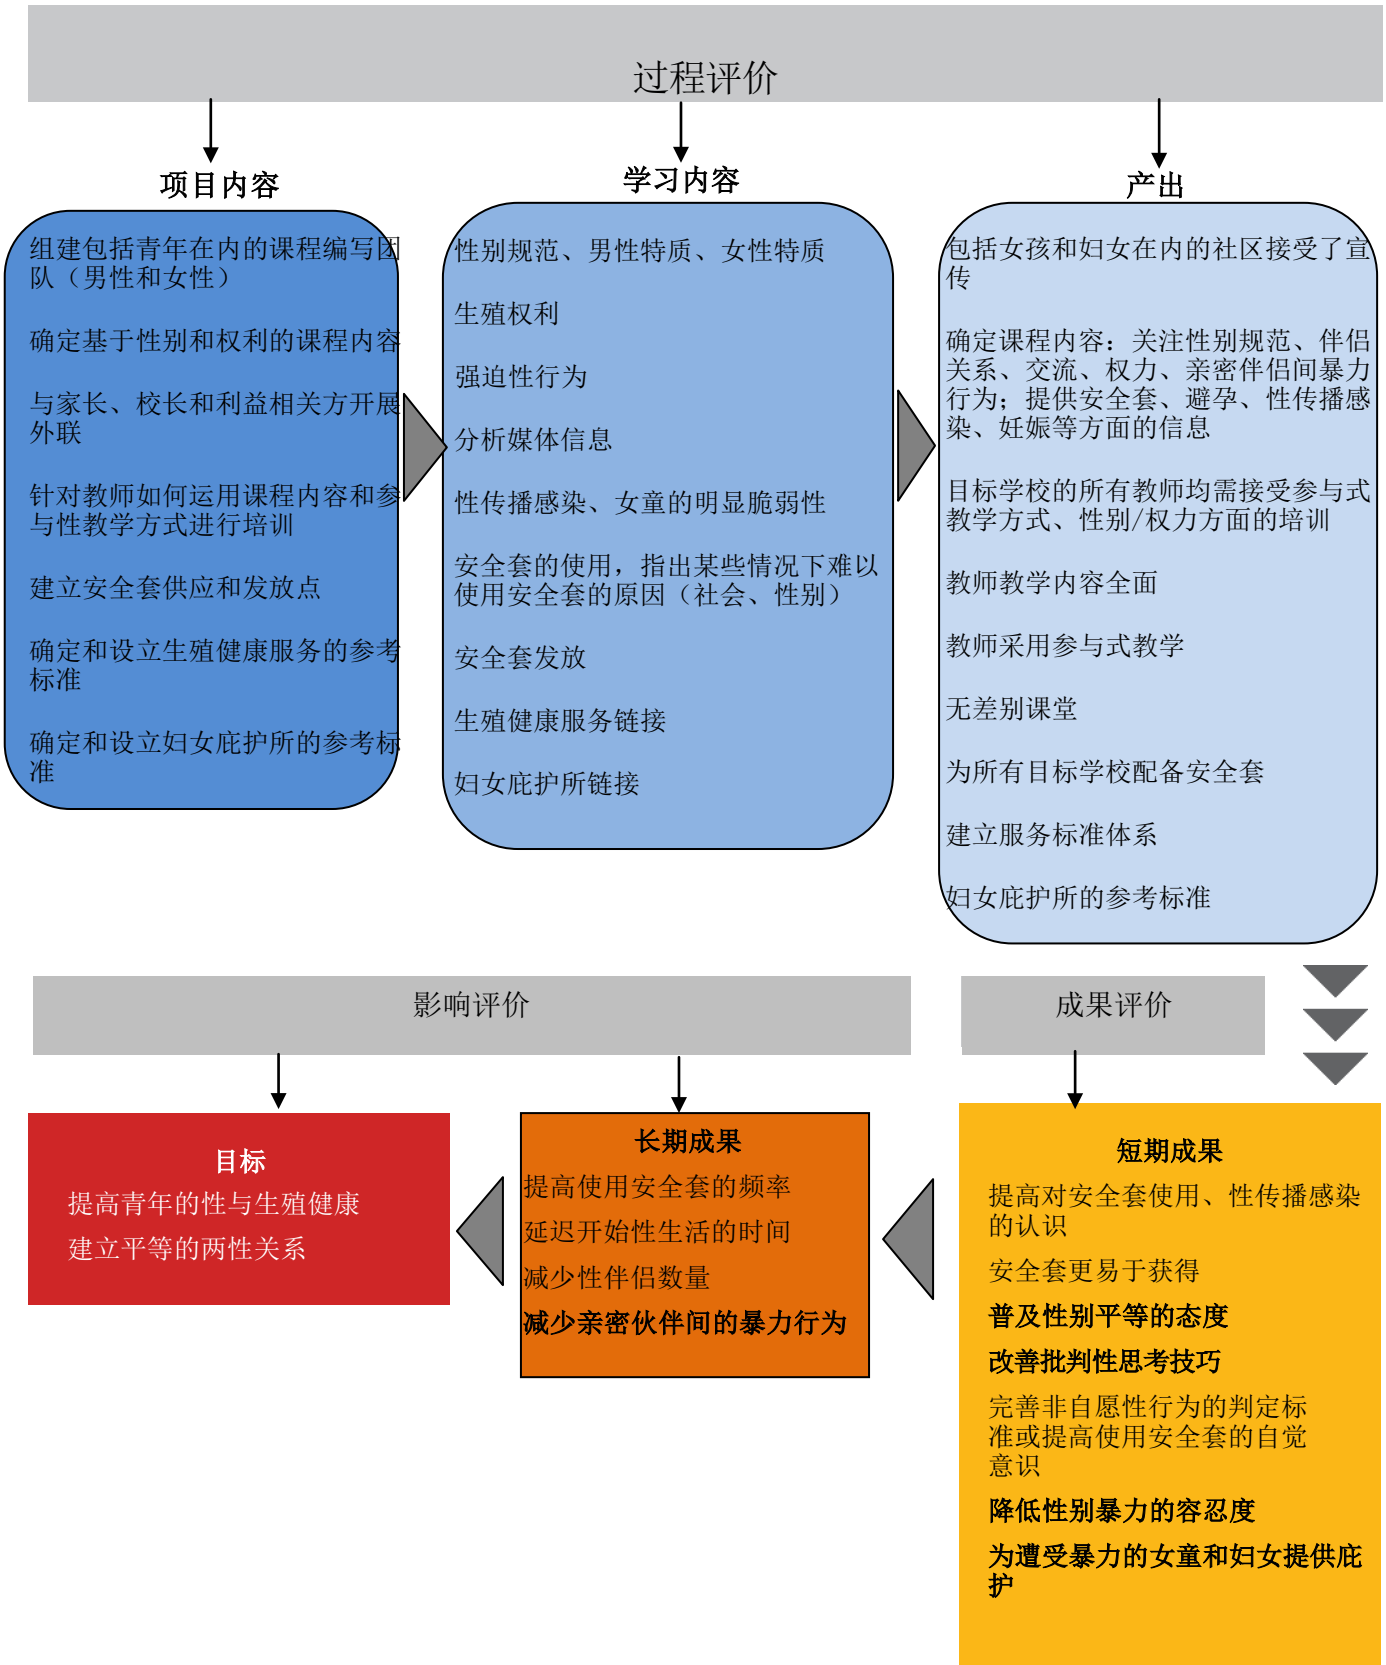 过程评价
项目内容
组建包括青年在内的课程编写团
队（男性和女性）
确定基于性别和权利的课程内容
与家长、校长和利益相关方开展
外联
针对教师如何运用课程内容和参
与性教学方式进行培训
建立安全套供应和发放点
确定和设立生殖健康服务的参考
标准
确定和设立妇女庇护所的参考标
准
学习内容
性别规范、男性特质、女性特质
生殖权利
强迫性行为
分析媒体信息
性传播感染、女童的明显脆弱性
安全套的使用，指出某些情况下难以
使用安全套的原因（社会、性别）
安全套发放
生殖健康服务链接
妇女庇护所链接
产出
包括女孩和妇女在内的社区接受了宣
传
确定课程内容：关注性别规范、伴侣
关系、交流、权力、亲密伴侣间暴力
行为；提供安全套、避孕、性传播感
染、妊娠等方面的信息
目标学校的所有教师均需接受参与式
教学方式、性别/权力方面的培训
教师教学内容全面
教师采用参与式教学
无差别课堂
为所有目标学校配备安全套
建立服务标准体系
妇女庇护所的参考标准
影响评价
成果评价
目标
提高青年的性与生殖健康
建立平等的两性关系
长期成果
提高使用安全套的频率
延迟开始性生活的时间
减少性伴侣数量
减少亲密伙伴间的暴力行为
短期成果
提高对安全套使用、性传播感染
的认识
安全套更易于获得
普及性别平等的态度
改善批判性思考技巧
完善非自愿性行为的判定标
准或提高使用安全套的自觉
意识
降低性别暴力的容忍度
为遭受暴力的女童和妇女提供庇
护